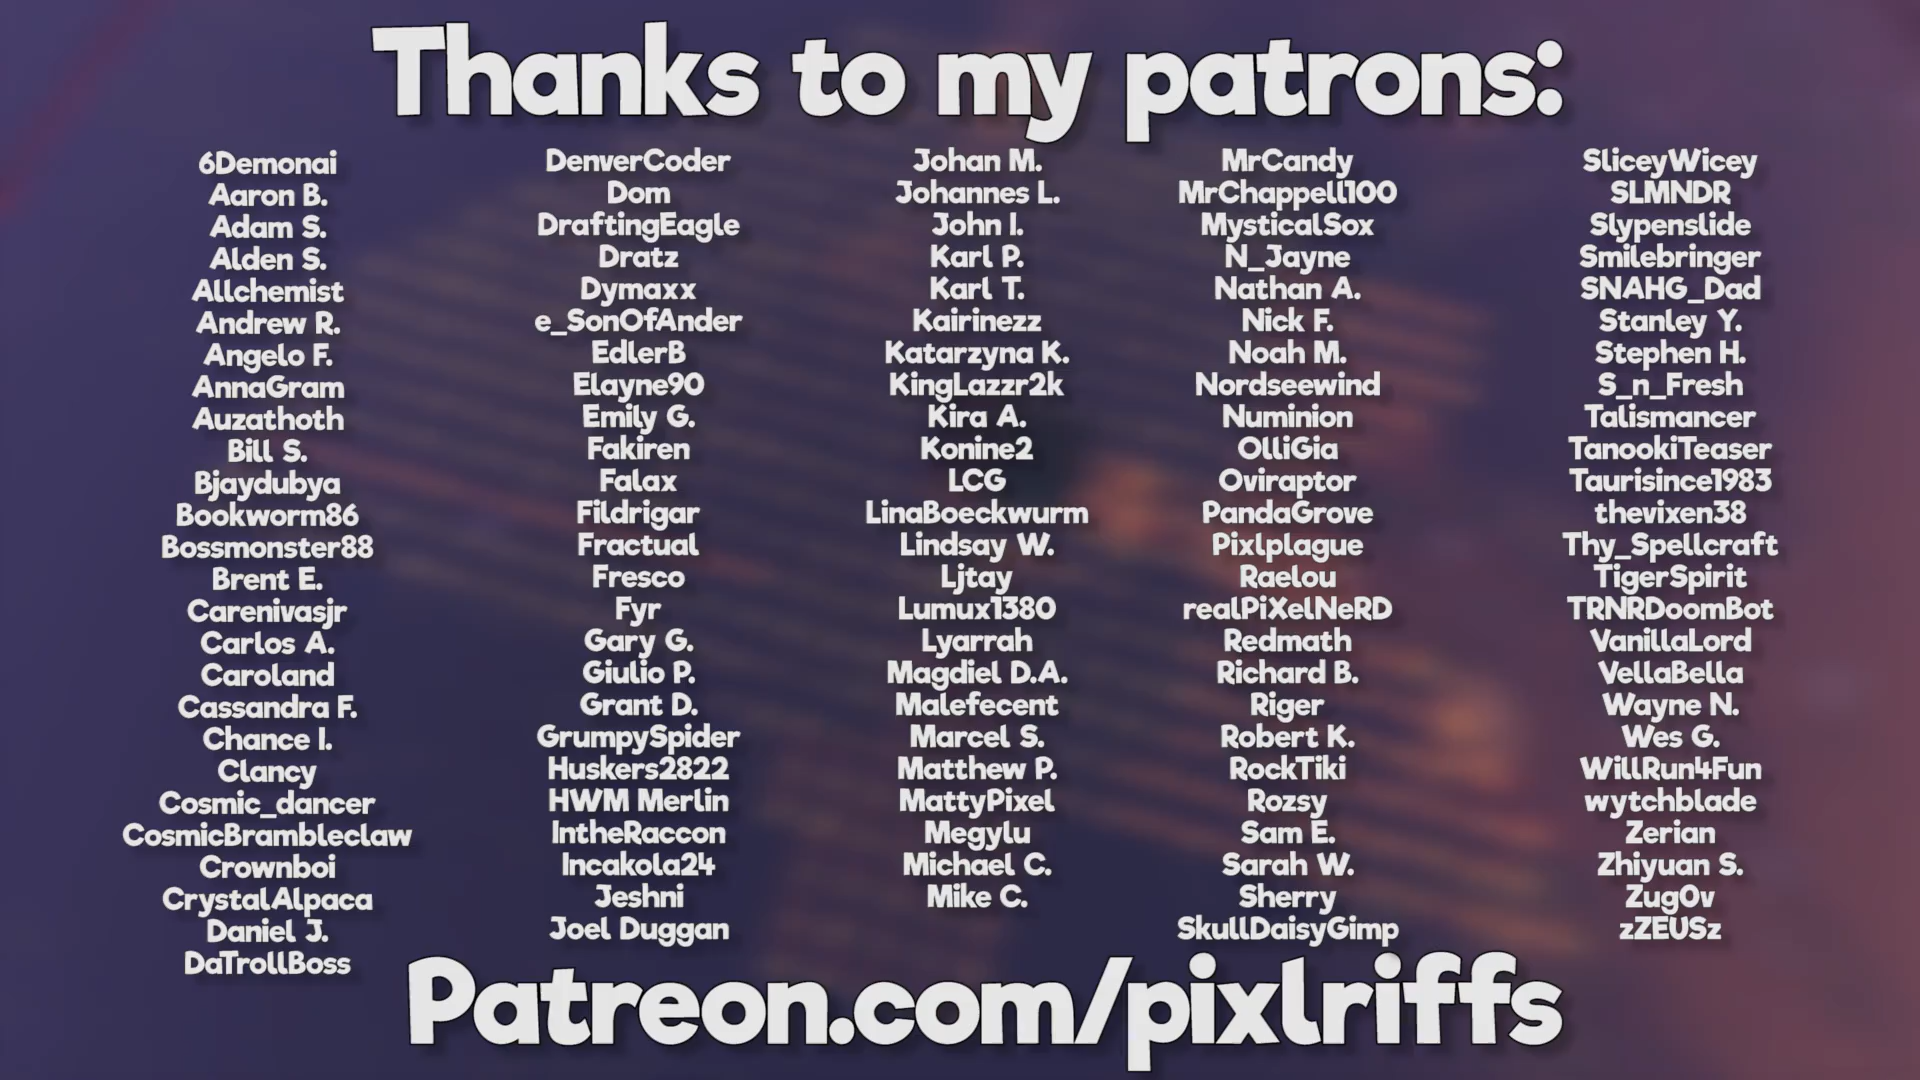 Thanks to my patrons:
6Demonai
Aaron B.
Adam S.
Alden S.
Allchemist
Andrew R.
Angelo F.
AnnaGram
Auzathoth
Bill S.
Bjaydubya
Bookworm86
Bossmonster88
Brent E.
Carenivasjr
Carlos A.
Caroland
Cassandra F.
Chance I.
Clancy
Cosmic_dancer
CosmicBrambleclaw
Crownboi
CrystalAlpaca
Daniel J.
DaTrollBoss
DenverCoder
Dom
DraftingEagle
Dratz
Dymaxx
e_SonOfAnder
EdlerB
Elayne90
Emily G.
Fakiren
Falax
Fildrigar
Fractual
Fresco
Fyr
Gary G.
Giulio P.
Grant D.
GrumpySpider
Huskers2822
HWM Merlin
IntheRaccon
Incakola24
Jeshni
Joel Duggan
Johan M.
Johannes L.
John I.
Karl P.
Karl T.
Kairinezz
Katarzyna K.
KingLazzr2k
Kira A.
Konine2
LCG
LinaBoeckwurm
Lindsay W.
Ljtay
Lumux1380
Lyarrah
Magdiel D.A.
Malefecent
Marcel S.
Matthew P.
MattyPixel
Megylu
Michael C.
Mike C.
MrCandy
MrChappell100
MysticalSox
N_Jayne
Nathan A.
Nick F.
Noah M.
Nordseewind
Numinion
OlliGia
Oviraptor
PandaGrove
Pixlplague
Raelou
realPiXelNeRD
Redmath
Richard B.
Riger
Robert K.
RockTiki
Rozsy
Sam E.
Sarah W.
Sherry
SkullDaisyGimp
SliceyWicey
SLMNDR
Slypenslide
Smilebringer
SNAHG_Dad
Stanley Y.
Stephen H.
S_n_Fresh
Talismancer
TanookiTeaser
Taurisince1983
thevixen38
Thy_Spellcraft
TigerSpirit
TRNRDoomBot
VanillaLord
VellaBella
Wayne N.
Wes G.
WillRun4Fun
wytchblade
Zerian
Zhiyuan S.
Zug0v
zZEUSz
Patreon.com/pixlriffs